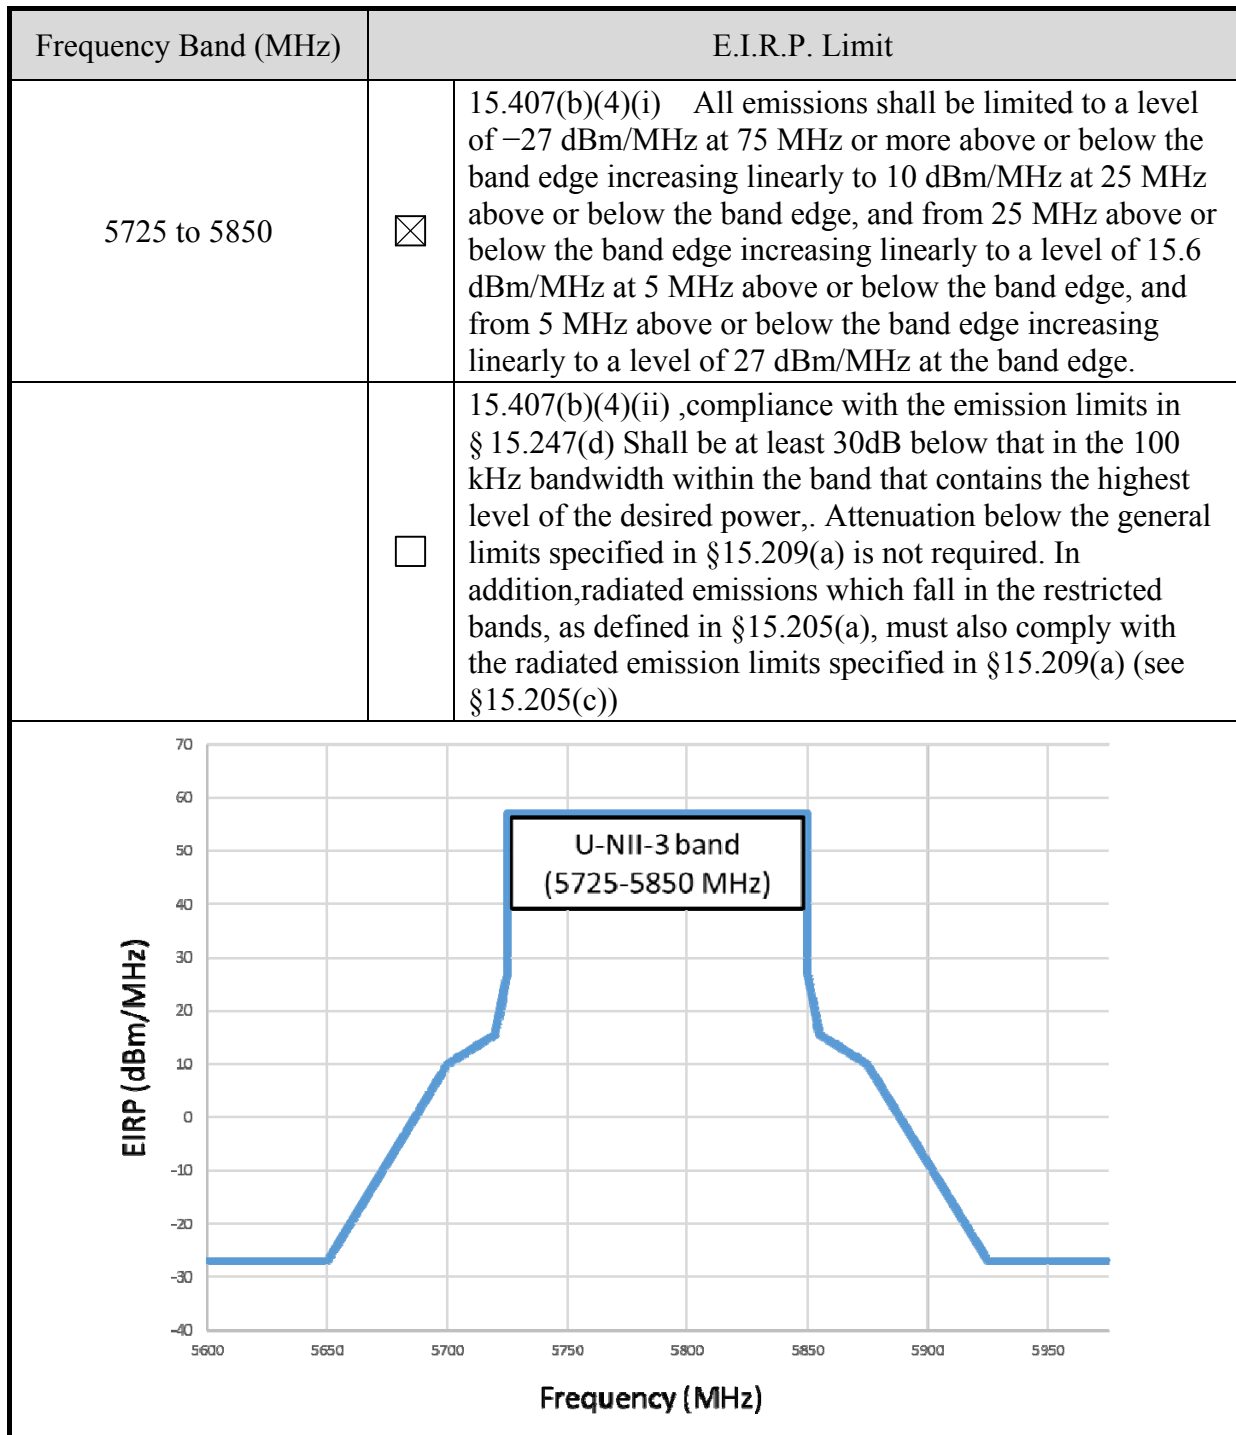 Frequency Band (MHz)
E.I.R.P. Limit
5725 to 5850
☒
15.407(b)(4)(i)    All emissions shall be limited to a level
of −27 dBm/MHz at 75 MHz or more above or below the
band edge increasing linearly to 10 dBm/MHz at 25 MHz
above or below the band edge, and from 25 MHz above or
below the band edge increasing linearly to a level of 15.6
dBm/MHz at 5 MHz above or below the band edge, and
from 5 MHz above or below the band edge increasing
linearly to a level of 27 dBm/MHz at the band edge.
☐
15.407(b)(4)(ii) ,compliance with the emission limits in
§ 15.247(d) Shall be at least 30dB below that in the 100
kHz bandwidth within the band that contains the highest
level of the desired power,. Attenuation below the general
limits specified in §15.209(a) is not required. In
addition,radiated emissions which fall in the restricted
bands, as defined in §15.205(a), must also comply with
the radiated emission limits specified in §15.209(a) (see
§15.205(c))
70
60
50
40
30
20
10
0
-10
-20
-30
-40
EIRP (dBm/MHz)
U-NII-3 band
(5725-5850 MHz)
5600
5650
5700
5750
5800
5850
5900
5950
Frequency (MHz)